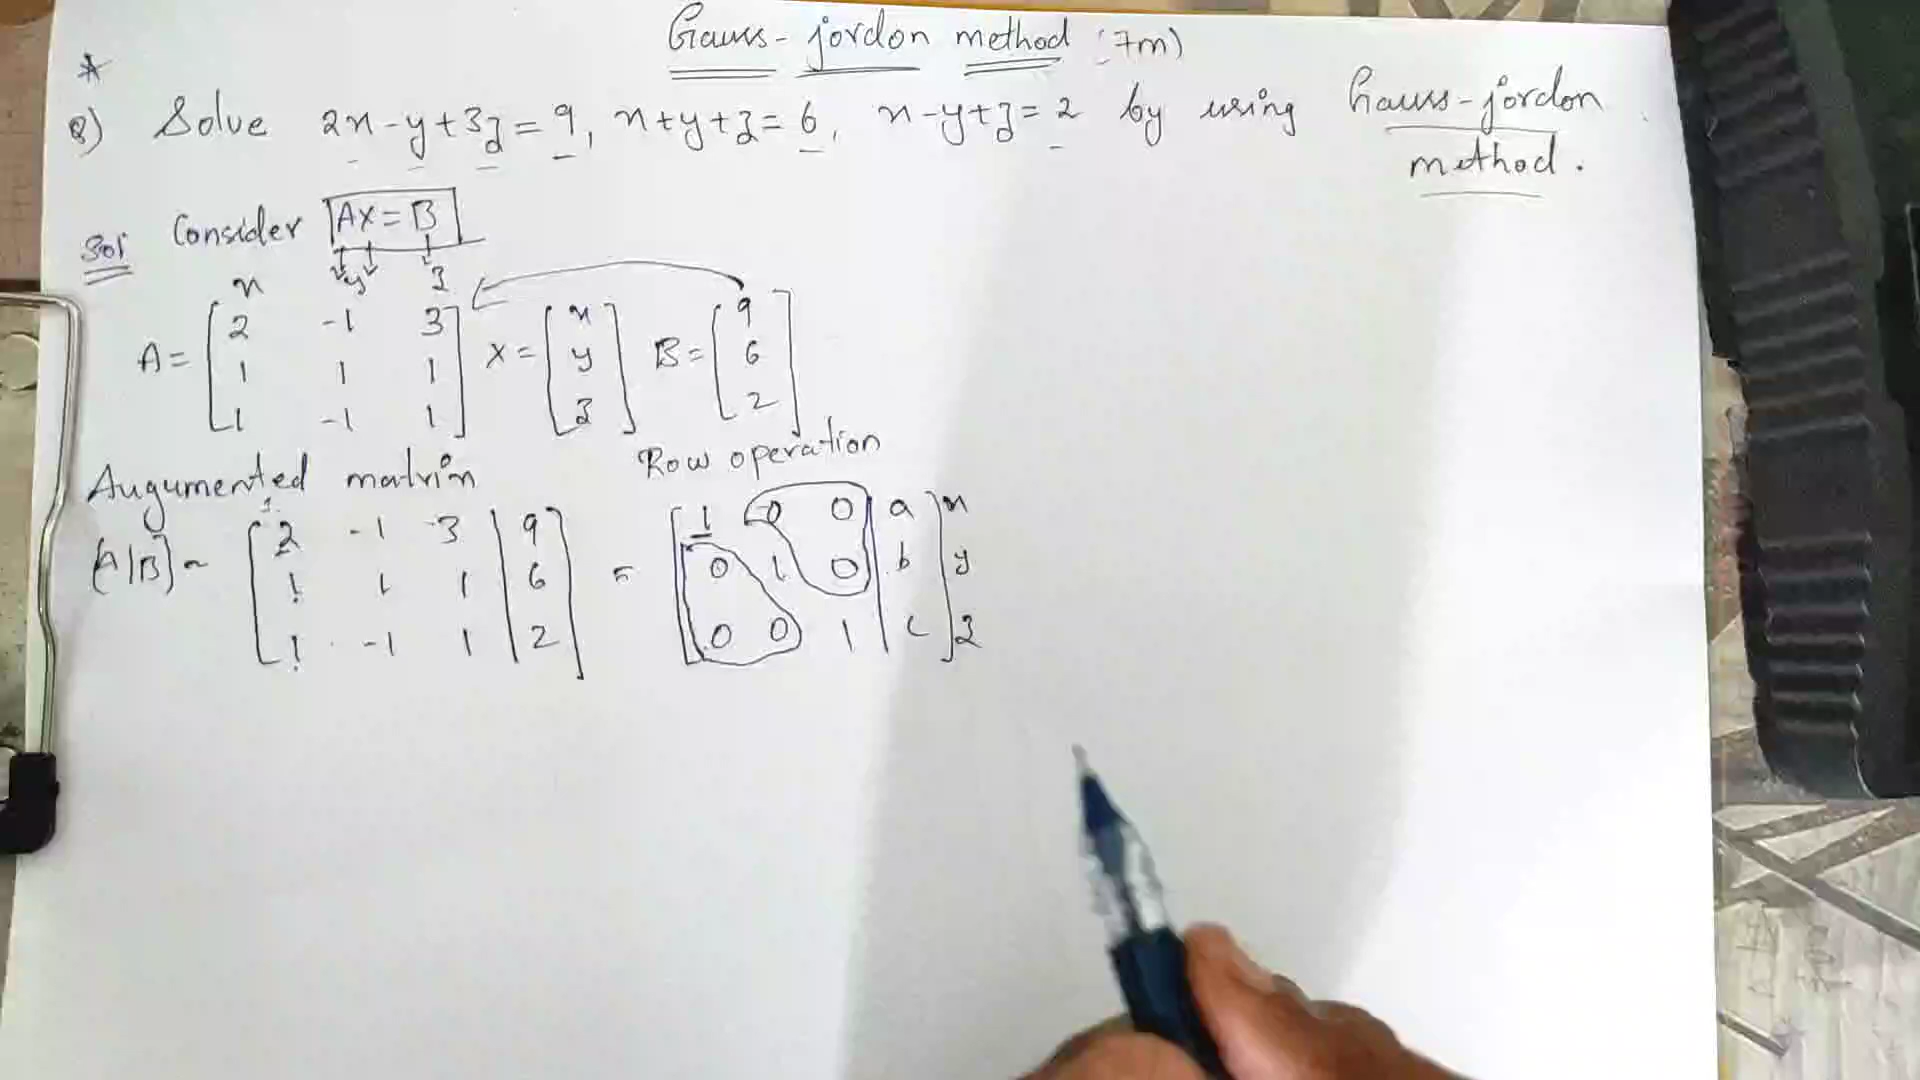 Gauss-jordon method (7m)
*
Q) Solve 2x-y+3z=9, x+y+z=6, x-y+z=2 by using Gauss-jordon
method.
Sol Consider AX=B
x y z
A= [2 -1 3] X= [x] B= [9]
[1 1 1] [y] [6]
[1 -1 1] [z] [2]
Augumented matrix Row operation
[A|B]~ [2 -1 3 | 9] = [1 0 0 | a] x
[1 1 1 | 6] [0 1 0 | b] y
[1 -1 1 | 2] [0 0 1 | c] z